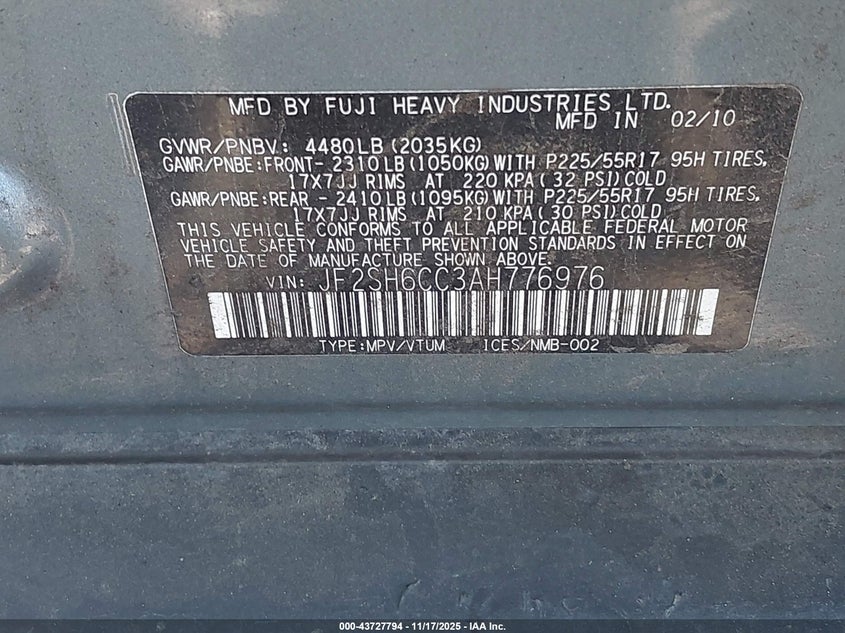 MFD BY FUJI HEAVY INDUSTRIES LTD.
MFD IN 02/10
GVWR/PNBV: 4480LB(2035KG)
GAWR/PNBE:FRONT- 2310LB(1050KG)WITH P225/55R17 95H TIRES,
17X7JJ RIMS AT 220 KPA(32 PSI)COLD
GAWR/PNBE:REAR - 2410LB(1095KG)WITH P225/55R17 95H TIRES,
17X7JJ RIMS AT 210 KPA(30 PSI)COLD
THIS VEHICLE CONFORMS TO ALL APPLICABLE FEDERAL MOTOR
VEHICLE SAFETY AND THEFT PREVENTION STANDARDS IN EFFECT ON
THE DATE OF MANUFACTURE SHOWN ABOVE.
VIN: JF2SH6CC3AH776976
TYPE:MPV/VTUM ICES/NMB-002
000-43727794 - 11/17/2025 - IAA Inc.